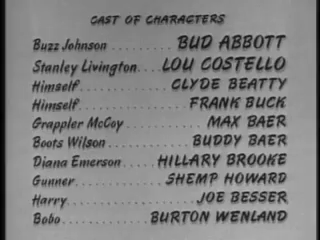 CAST OF CHARACTERS
Buzz Johnson .......... BUD ABBOTT
Stanley Livington.... LOU COSTELLO
Himself ............ CLYDE BEATTY
Himself ............... FRANK BUCK
Grappler McCoy ........... MAX BAER
Boots Wilson ........... BUDDY BAER
Diana Emerson ..... HILLARY BROOKE
Gunner ........... SHEMP HOWARD
Harry ................ JOE BESSER
Bobo ............ BURTON WENLAND